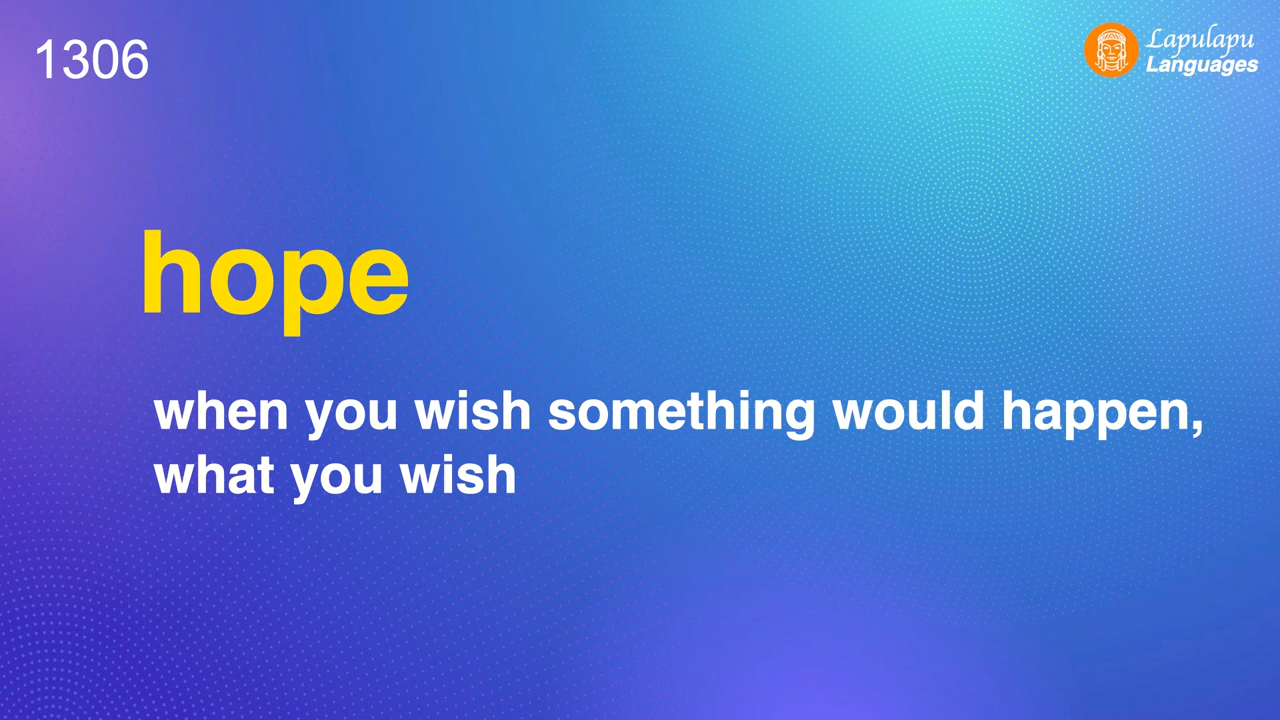 1306
Lapulapu
Languages
hope
when you wish something would happen,
what you wish